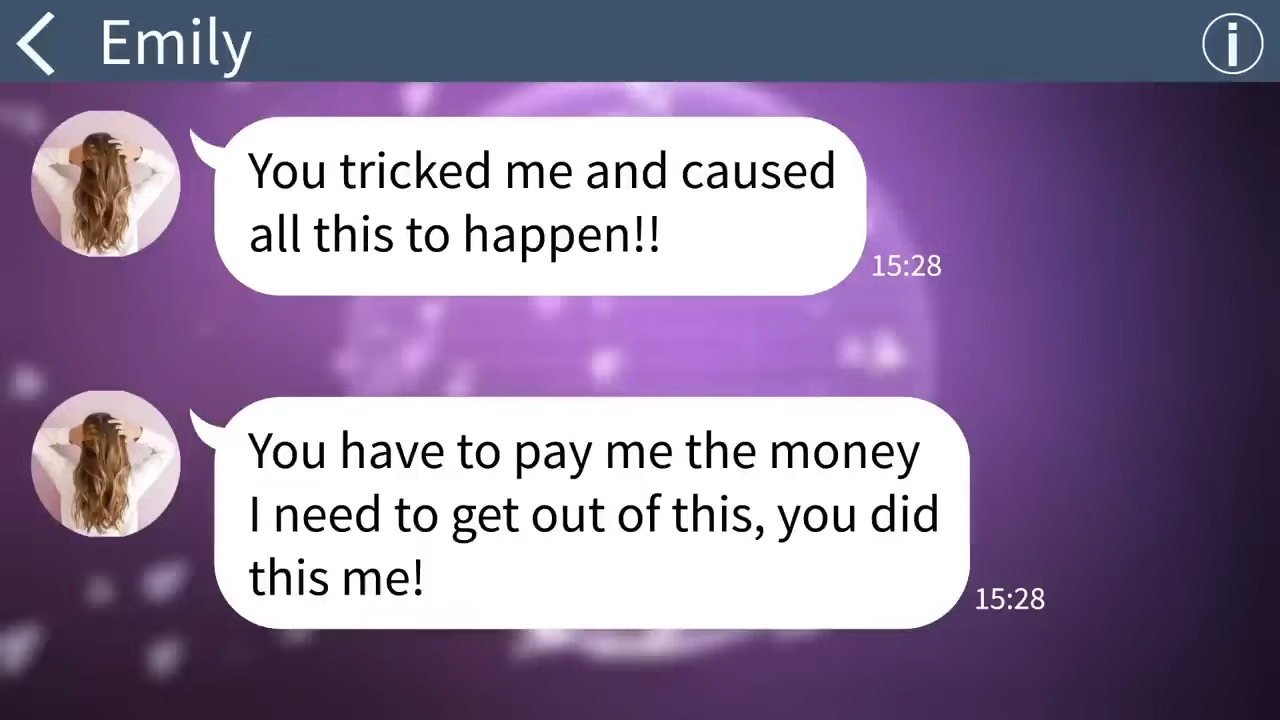 Emily
You tricked me and caused
all this to happen!!
15:28
You have to pay me the money
I need to get out of this, you did
this me!
15:28